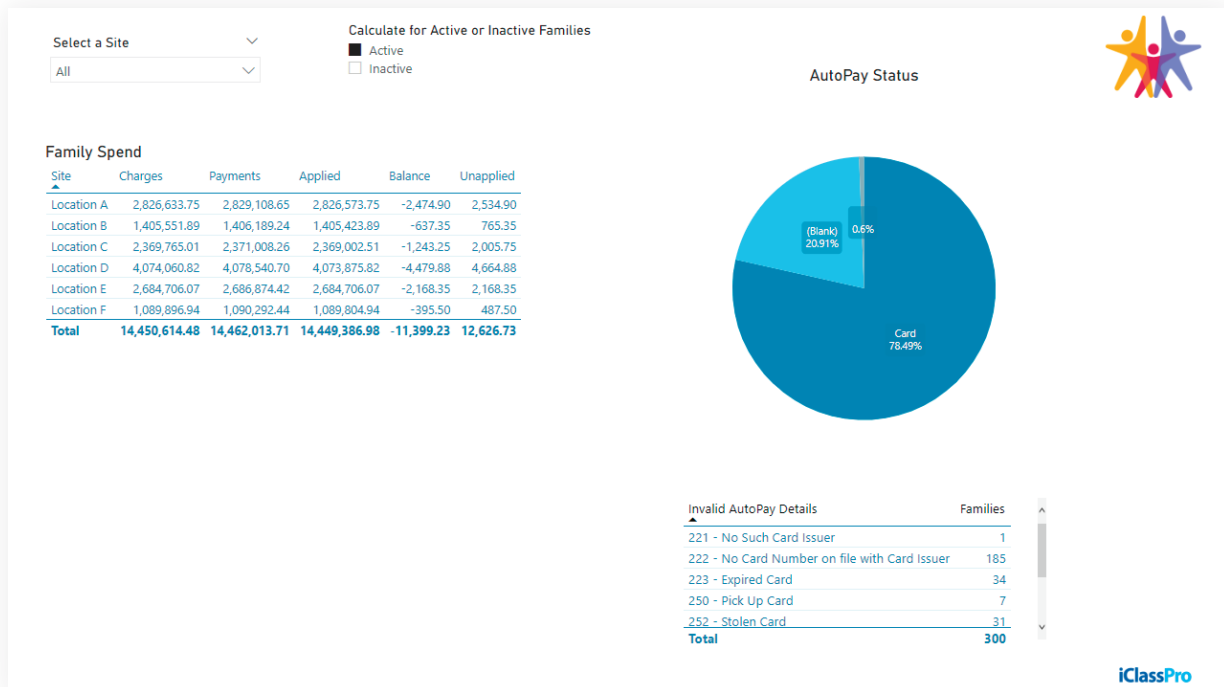 Select a Site
All
Calculate for Active or Inactive Families
Active
Inactive
AutoPay Status
Family Spend
Site Charges Payments Applied Balance Unapplied
Location A 2,826,633.75 2,829,108.65 2,826,573.75 -2,474.90 2,534.90
Location B 1,405,551.89 1,406,189.24 1,405,423.89 -637.35 765.35
Location C 2,369,765.01 2,371,008.26 2,369,002.51 -1,243.25 2,005.75
Location D 4,074,060.82 4,078,540.70 4,073,875.82 -4,479.88 4,664.88
Location E 2,684,706.07 2,686,874.42 2,684,706.07 -2,168.35 2,168.35
Location F 1,089,896.94 1,090,292.44 1,089,804.94 -395.50 487.50
Total 14,450,614.48 14,462,013.71 14,449,386.98 -11,399.23 12,626.73
(Blank)
20.91%
0.6%
Card
78.49%
Invalid AutoPay Details Families
221 - No Such Card Issuer 1
222 - No Card Number on file with Card Issuer 185
223 - Expired Card 34
250 - Pick Up Card 7
252 - Stolen Card 31
Total 300
iClassPro